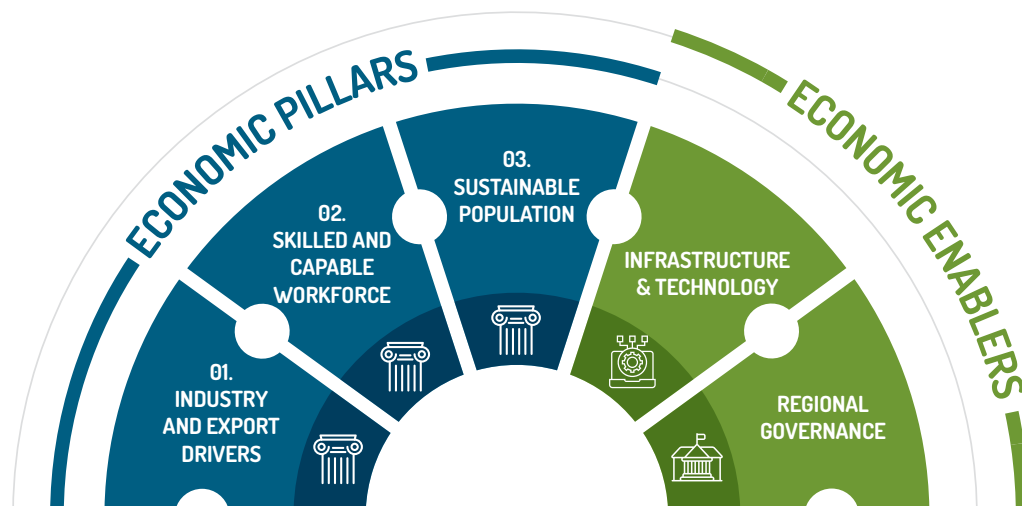 ECONOMIC PILLARS
ECONOMIC ENABLERS
01.
INDUSTRY
AND EXPORT
DRIVERS
02.
SKILLED AND
CAPABLE
WORKFORCE
03.
SUSTAINABLE
POPULATION
INFRASTRUCTURE
& TECHNOLOGY
REGIONAL
GOVERNANCE